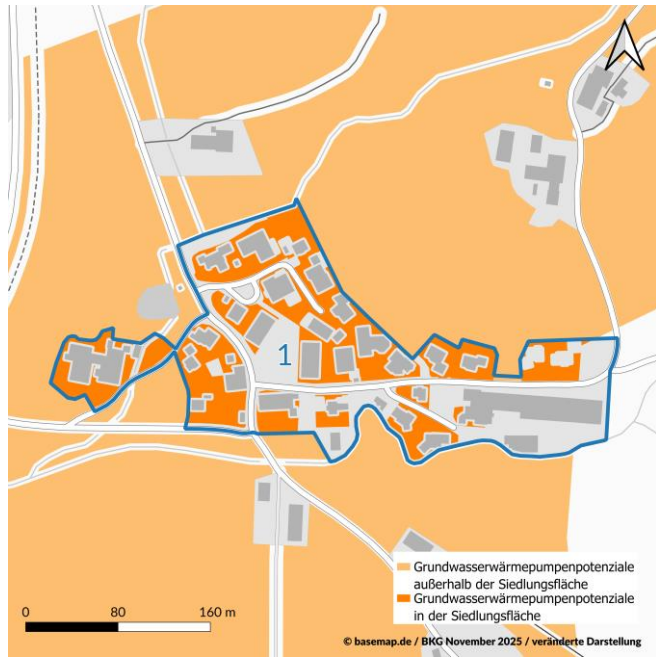 1
Grundwasserwärmepumpenpotenziale
außerhalb der Siedlungsfläche
Grundwasserwärmepumpenpotenziale
in der Siedlungsfläche
0 80 160 m
© basemap.de / BKG November 2025 / veränderte Darstellung